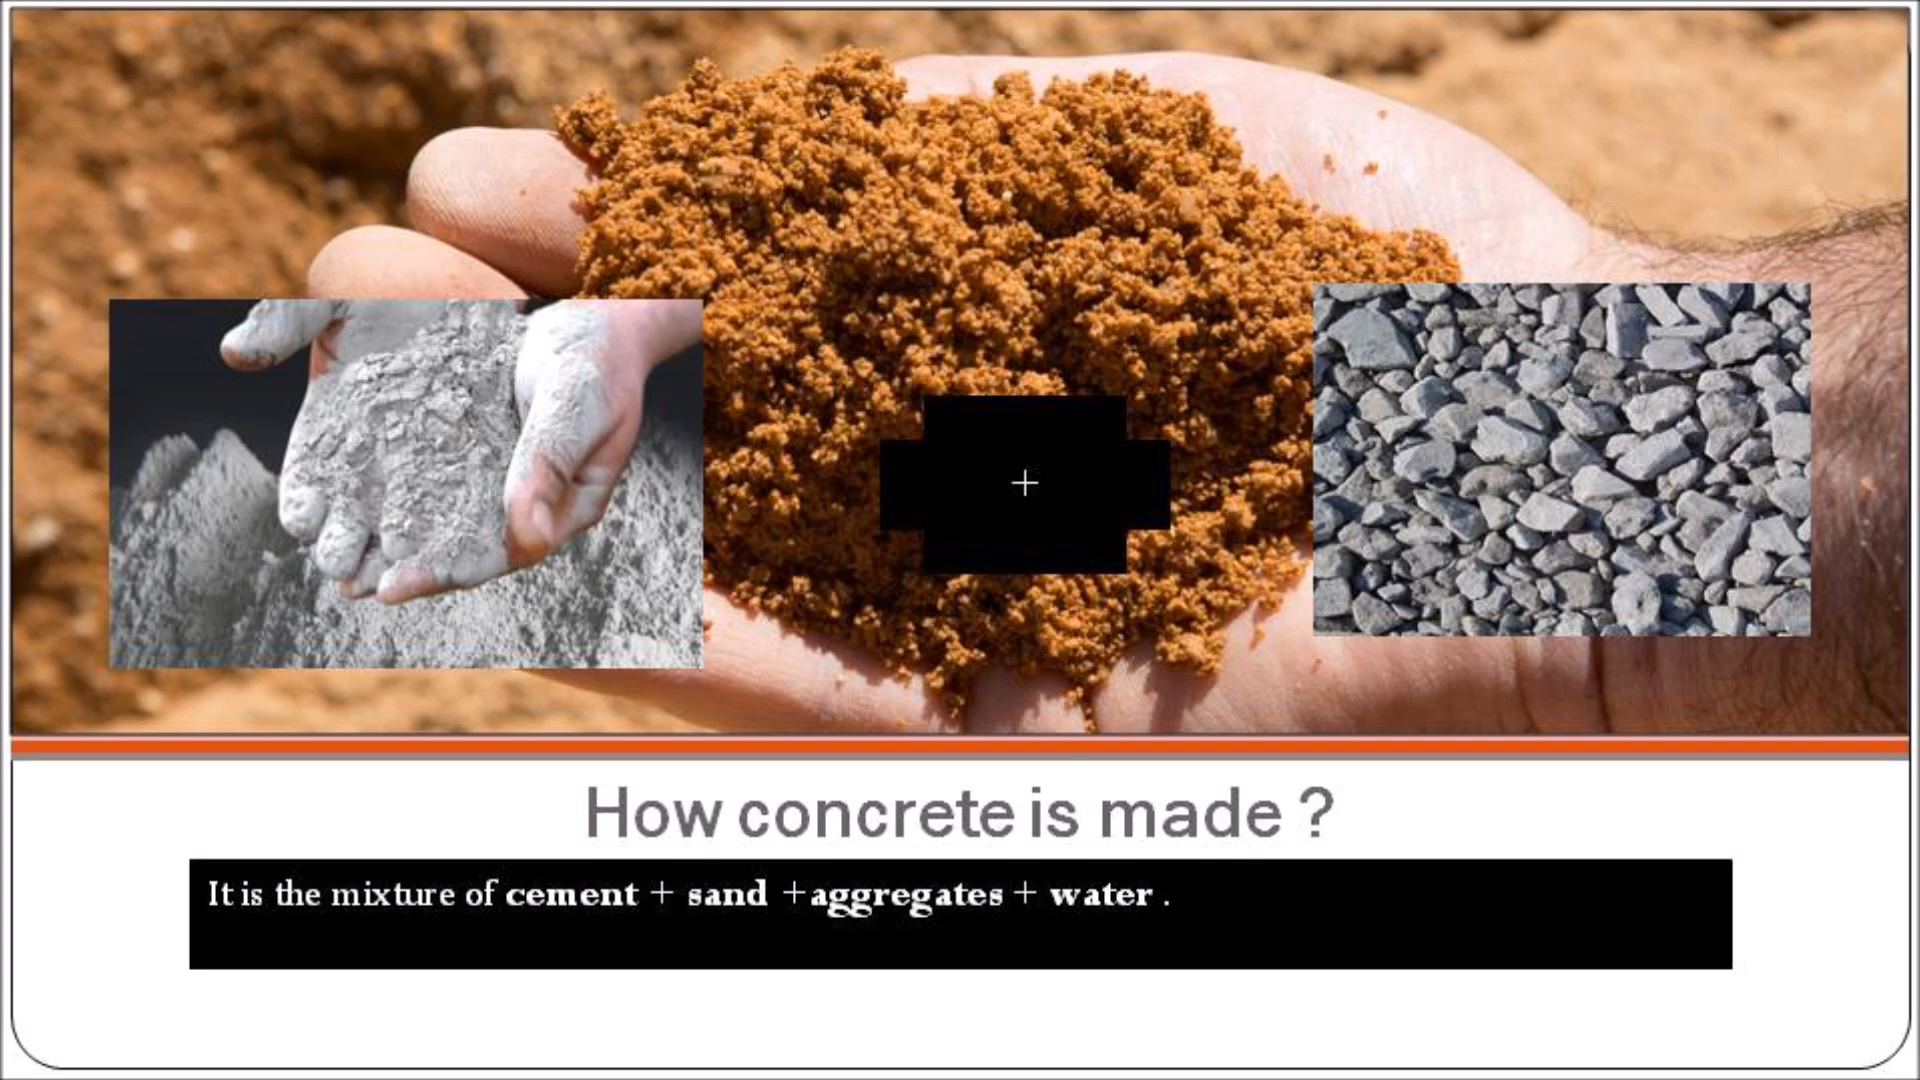 +
How concrete is made ?
It is the mixture of cement + sand +aggregates + water .